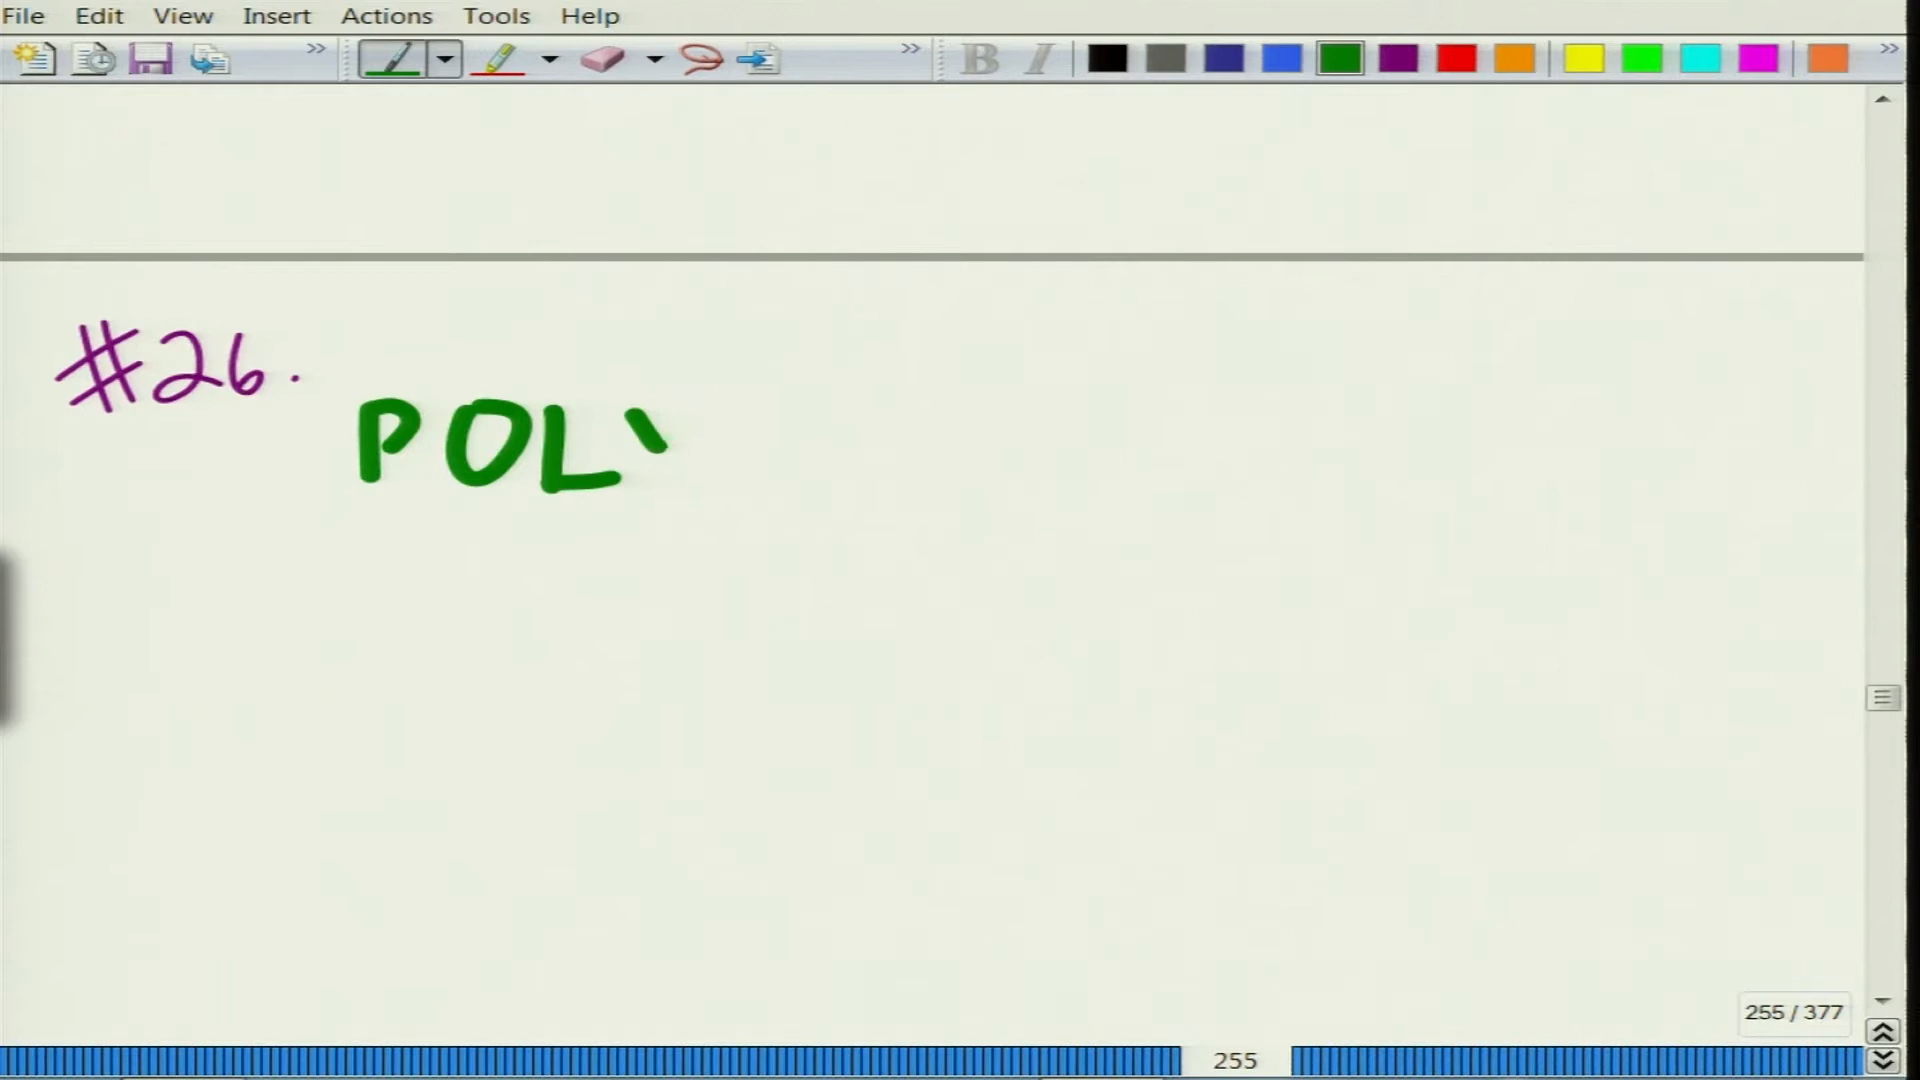 File Edit View Insert Actions Tools Help
B I
#26.
POL
255 / 377
255